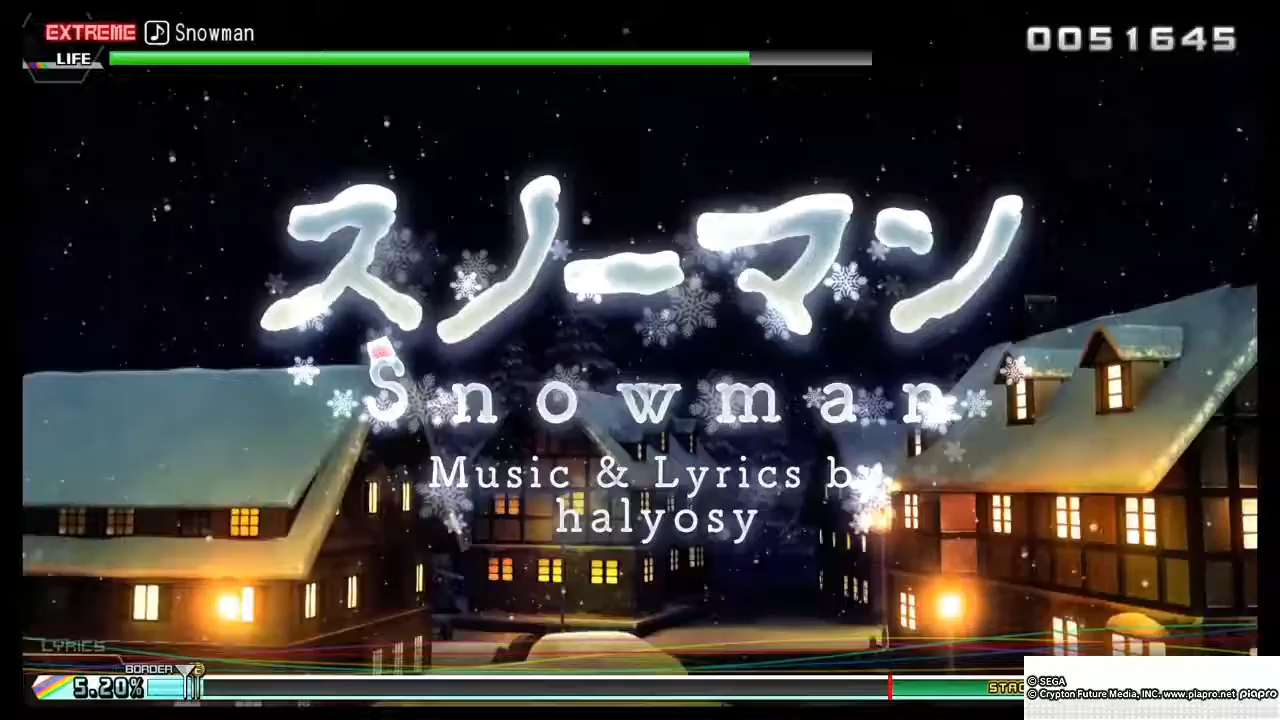 EXTREME Snowman
0051645
LIFE
スノーマン
Snowman
Music & Lyrics by
halyosy
LYRICS
BORDER
5.20%
© SEGA
© Crypton Future Media, INC. www.piapro.net piapro